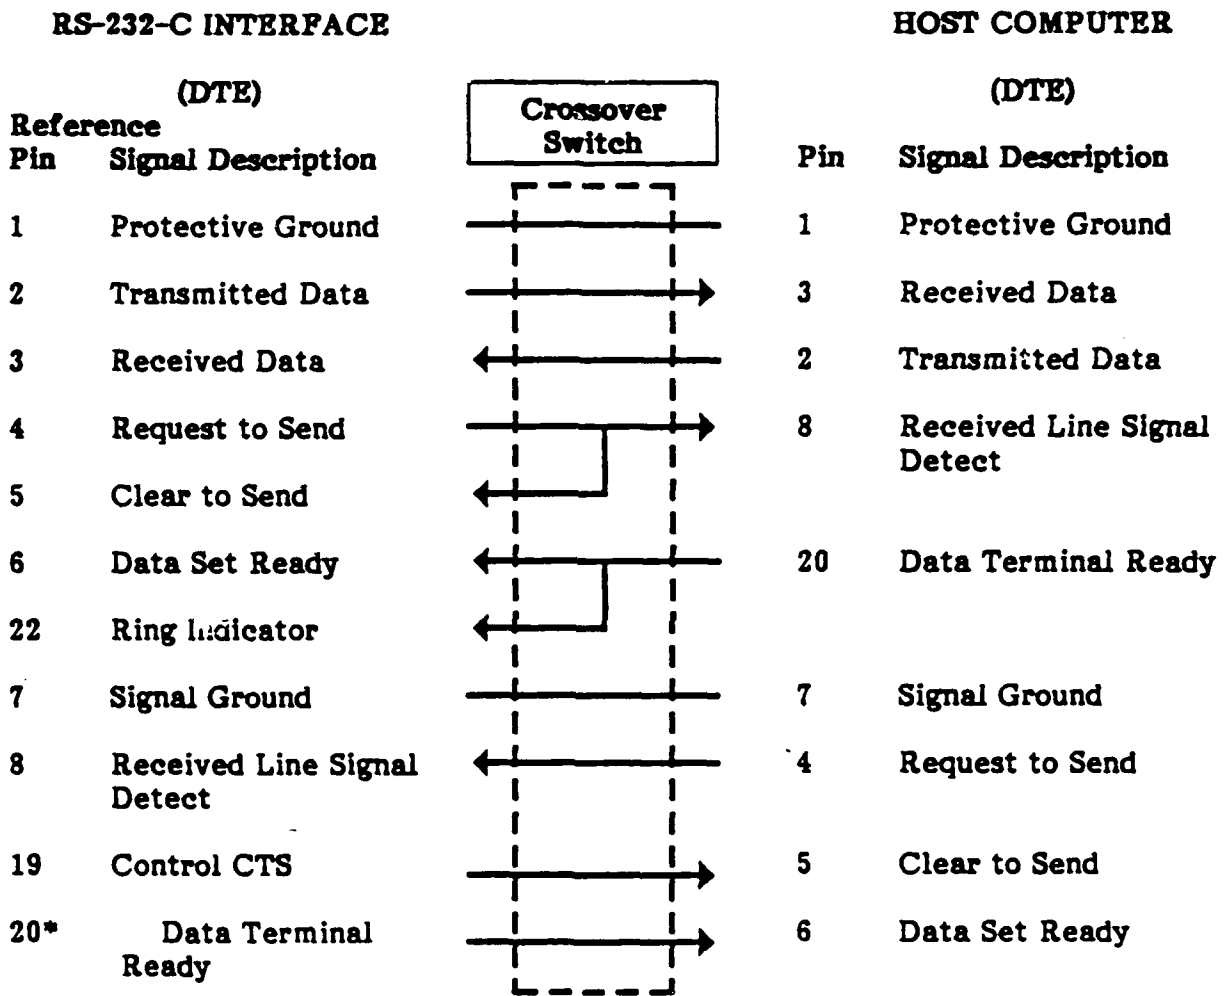 RS-232-C INTERFACE HOST COMPUTER
(DTE) (DTE)
Crossover
Switch
Reference
Pin Signal Description Pin Signal Description
1 Protective Ground 1 Protective Ground
2 Transmitted Data 3 Received Data
3 Received Data 2 Transmitted Data
4 Request to Send 8 Received Line Signal
Detect
5 Clear to Send
6 Data Set Ready 20 Data Terminal Ready
22 Ring Indicator
7 Signal Ground 7 Signal Ground
8 Received Line Signal 4 Request to Send
Detect
19 Control CTS 5 Clear to Send
20* Data Terminal 6 Data Set Ready
Ready